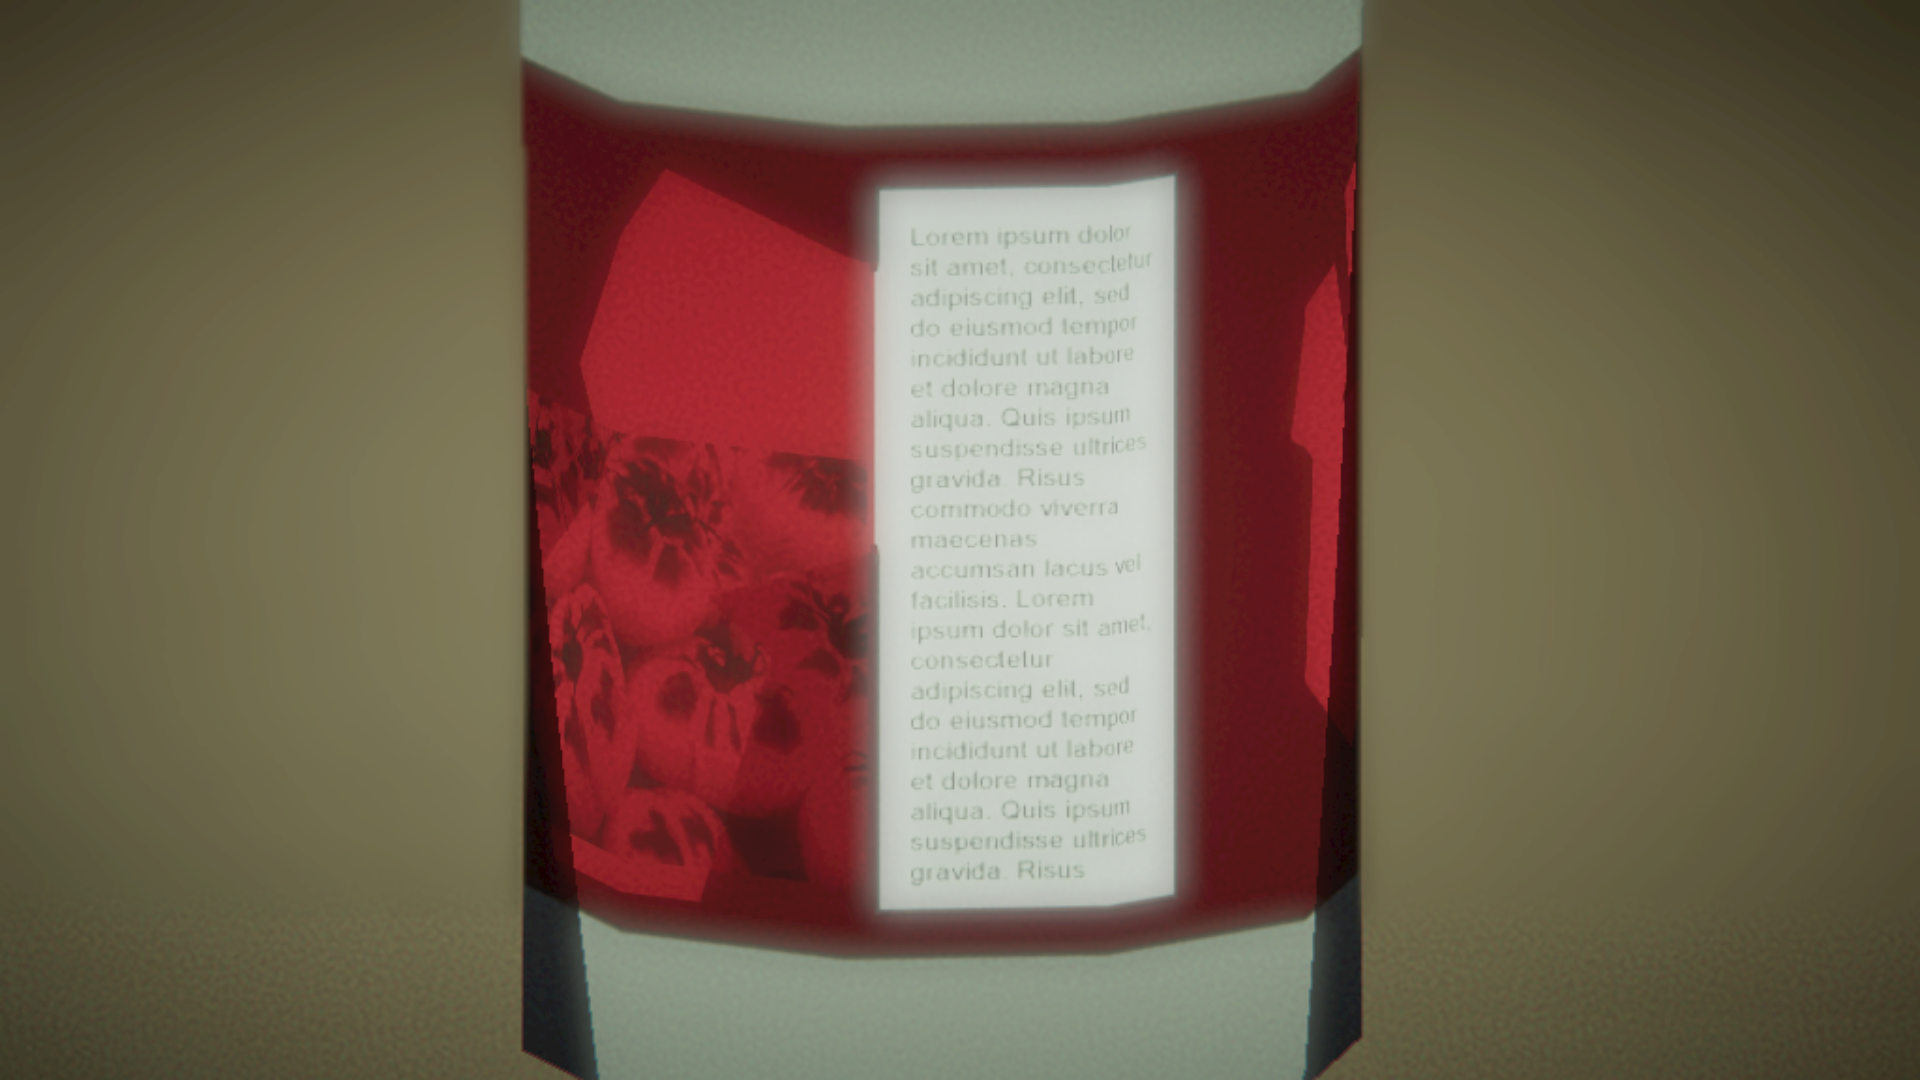 Lorem ipsum dolor
sit amet, consectetur
adipiscing elit, sed
do eiusmod tempor
incididunt ut labore
et dolore magna
aliqua. Quis ipsum
suspendisse ultrices
gravida. Risus
commodo viverra
maecenas
accumsan lacus vel
facilisis. Lorem
ipsum dolor sit amet,
consectetur
adipiscing elit, sed
do eiusmod tempor
incididunt ut labore
et dolore magna
aliqua. Quis ipsum
suspendisse ultrices
gravida. Risus